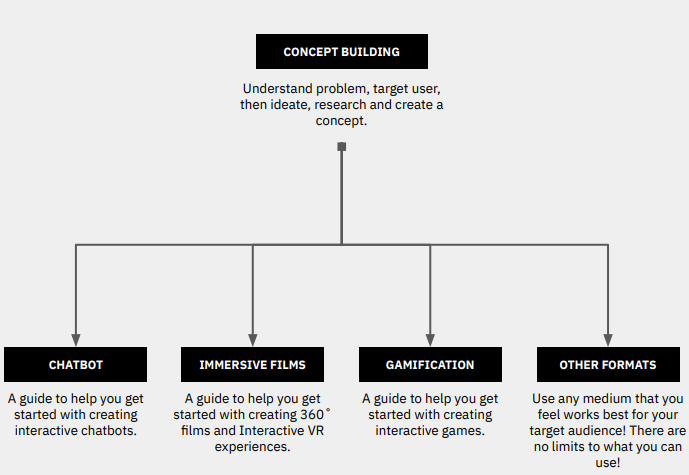 CONCEPT BUILDING
Understand problem, target user,
then ideate, research and create a
concept.
CHATBOT
A guide to help you get
started with creating
interactive chatbots.
IMMERSIVE FILMS
A guide to help you get
started with creating 360˚
films and Interactive VR
experiences.
GAMIFICATION
A guide to help you get
started with creating
interactive games.
OTHER FORMATS
Use any medium that you
feel works best for your
target audience! There are
no limits to what you can
use!